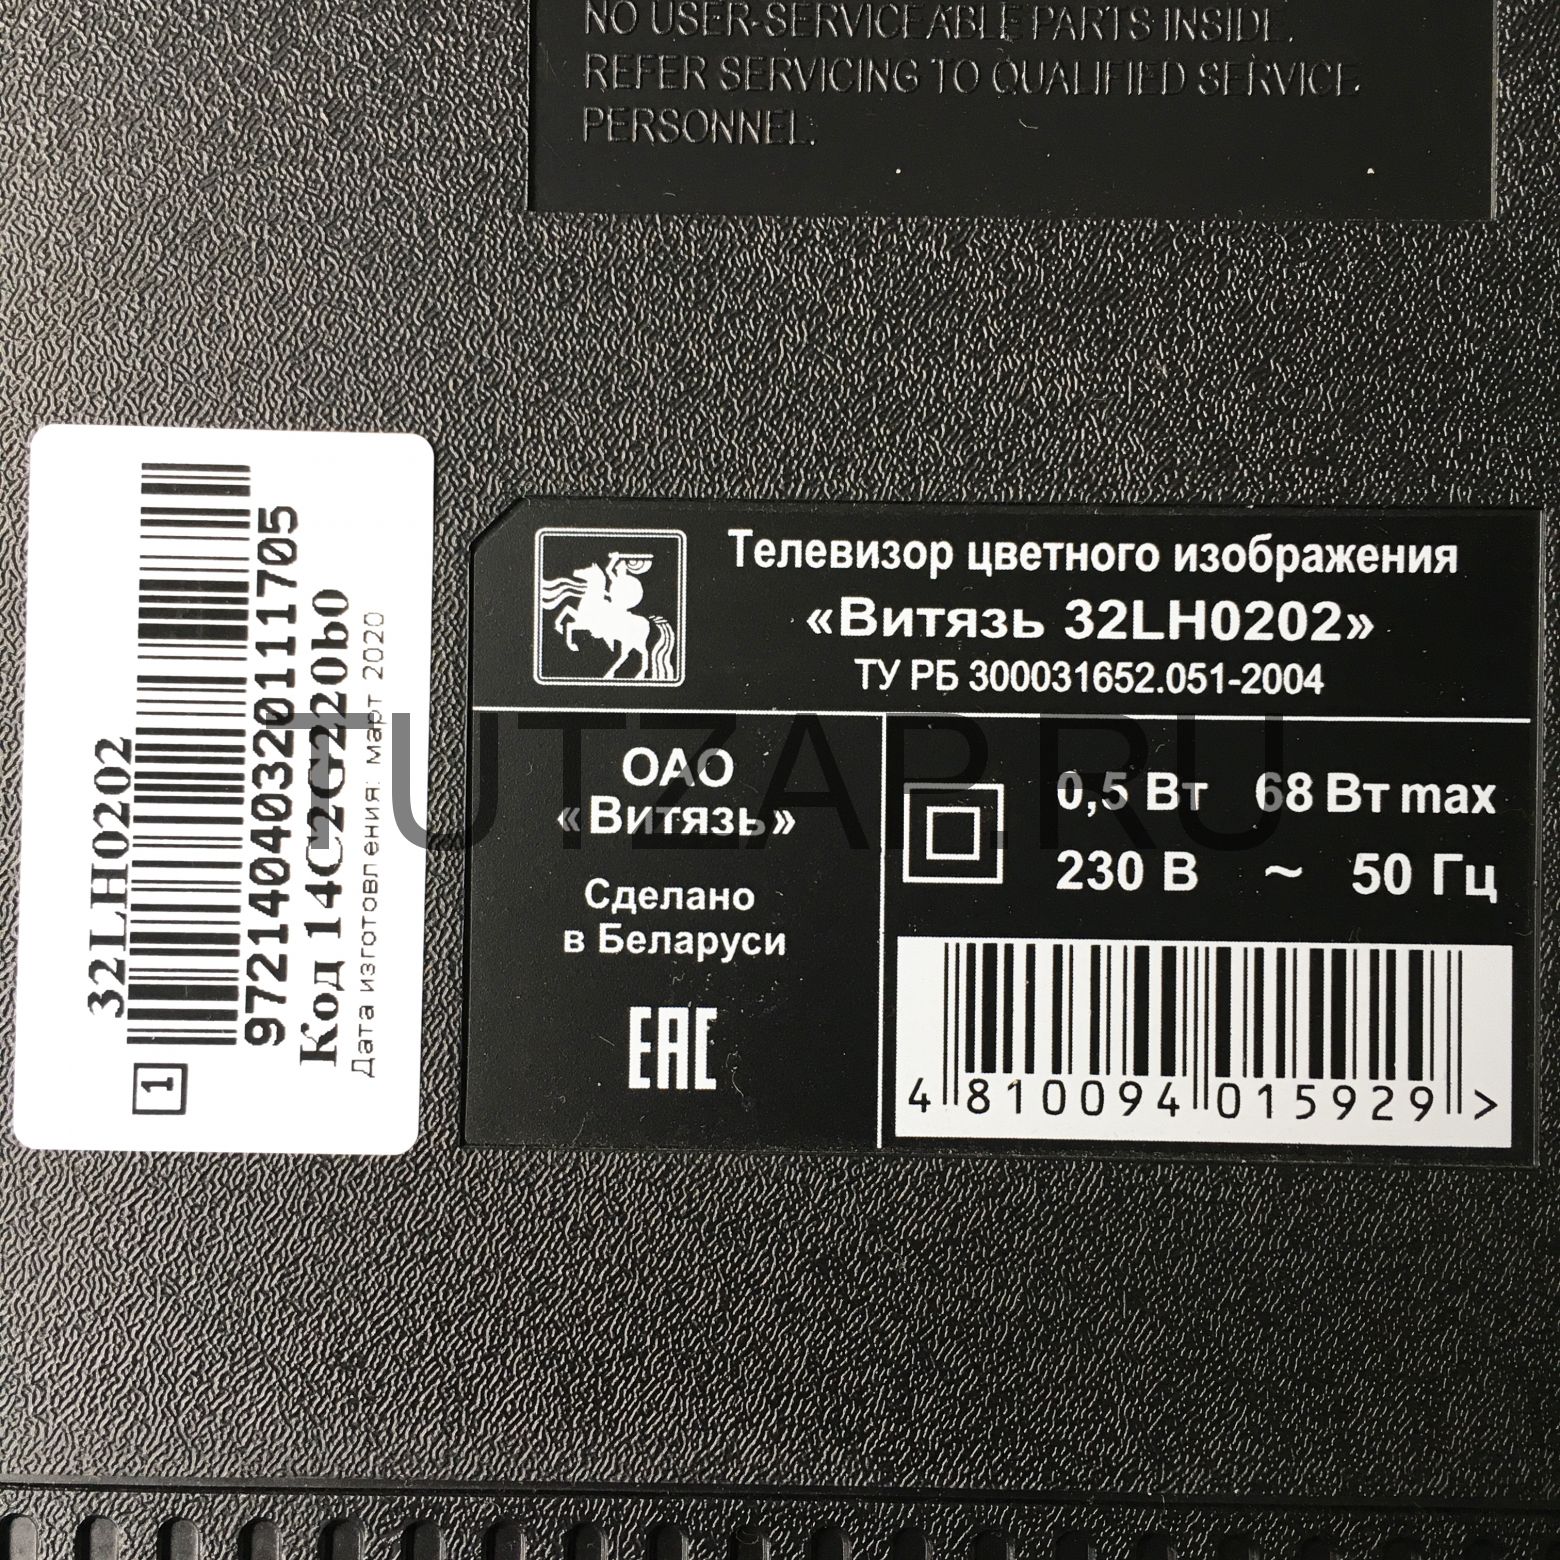 NO USER-SERVICEABLE PARTS INSIDE.
REFER SERVICING TO QUALIFIED SERVICE
PERSONNEL.
32LH0202
9721404032011705
Код 14C2G220b0
Дата изготовления: март 2020
1
Телевизор цветного изображения
«Витязь 32LH0202»
ТУ РБ 300031652.051-2004
ОАО
«Витязь»
Сделано
в Беларуси
EAC
0,5 Вт 68 Вт max
230 В ~ 50 Гц
4 810094 015929 >
TUTZAP.RU